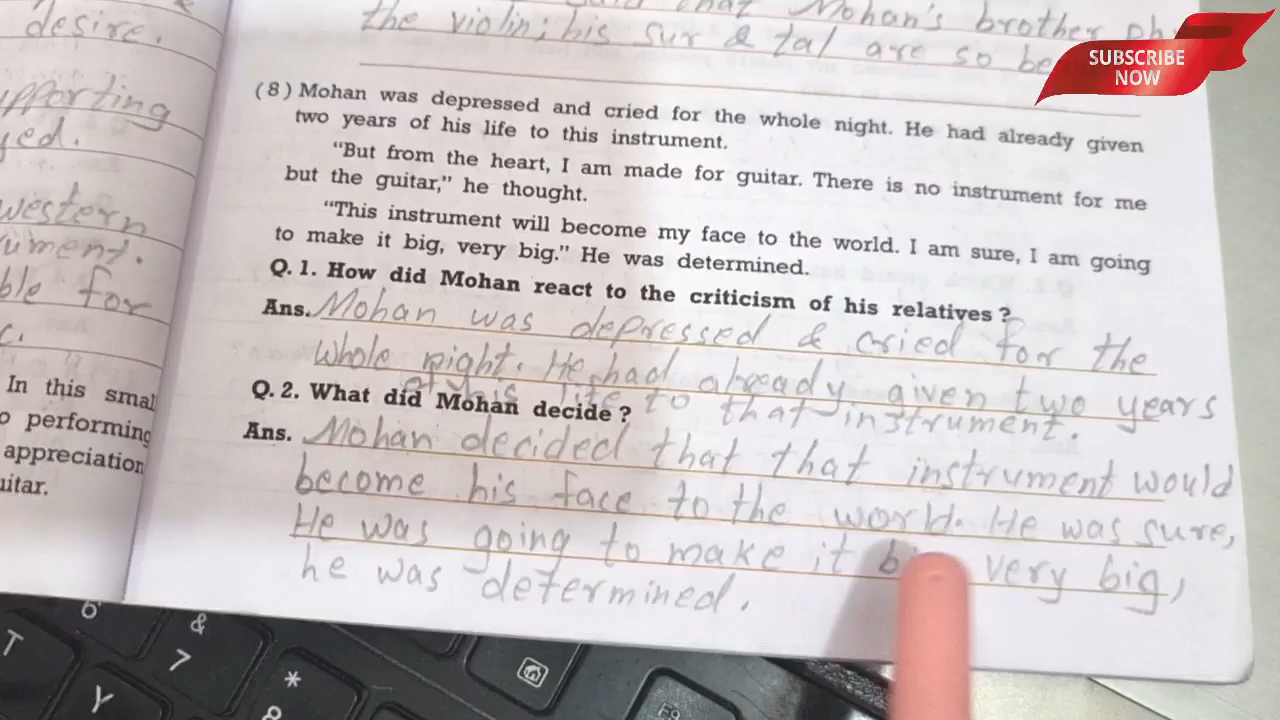 desire.
pporting
western
ument.
ble for
c.
In this smal
o performing
appreciation
uitar.
that Mohan's brother
the violin; his sur & tal are so be
(8) Mohan was depressed and cried for the whole night. He had already given
two years of his life to this instrument.
"But from the heart, I am made for guitar. There is no instrument for me
but the guitar," he thought.
"This instrument will become my face to the world. I am sure, I am going
to make it big, very big." He was determined.
Q. 1. How did Mohan react to the criticism of his relatives ?
Ans. Mohan was depressed & cried for the
whole night. He had already given two years
of his life to that instrument.
Q. 2. What did Mohan decide ?
Ans. Mohan decided that that instrument would
become his face to the world. He was sure,
He was going to make it very big,
he was determined.
SUBSCRIBE
NOW
T
6
&
7
Y
*
8
F9